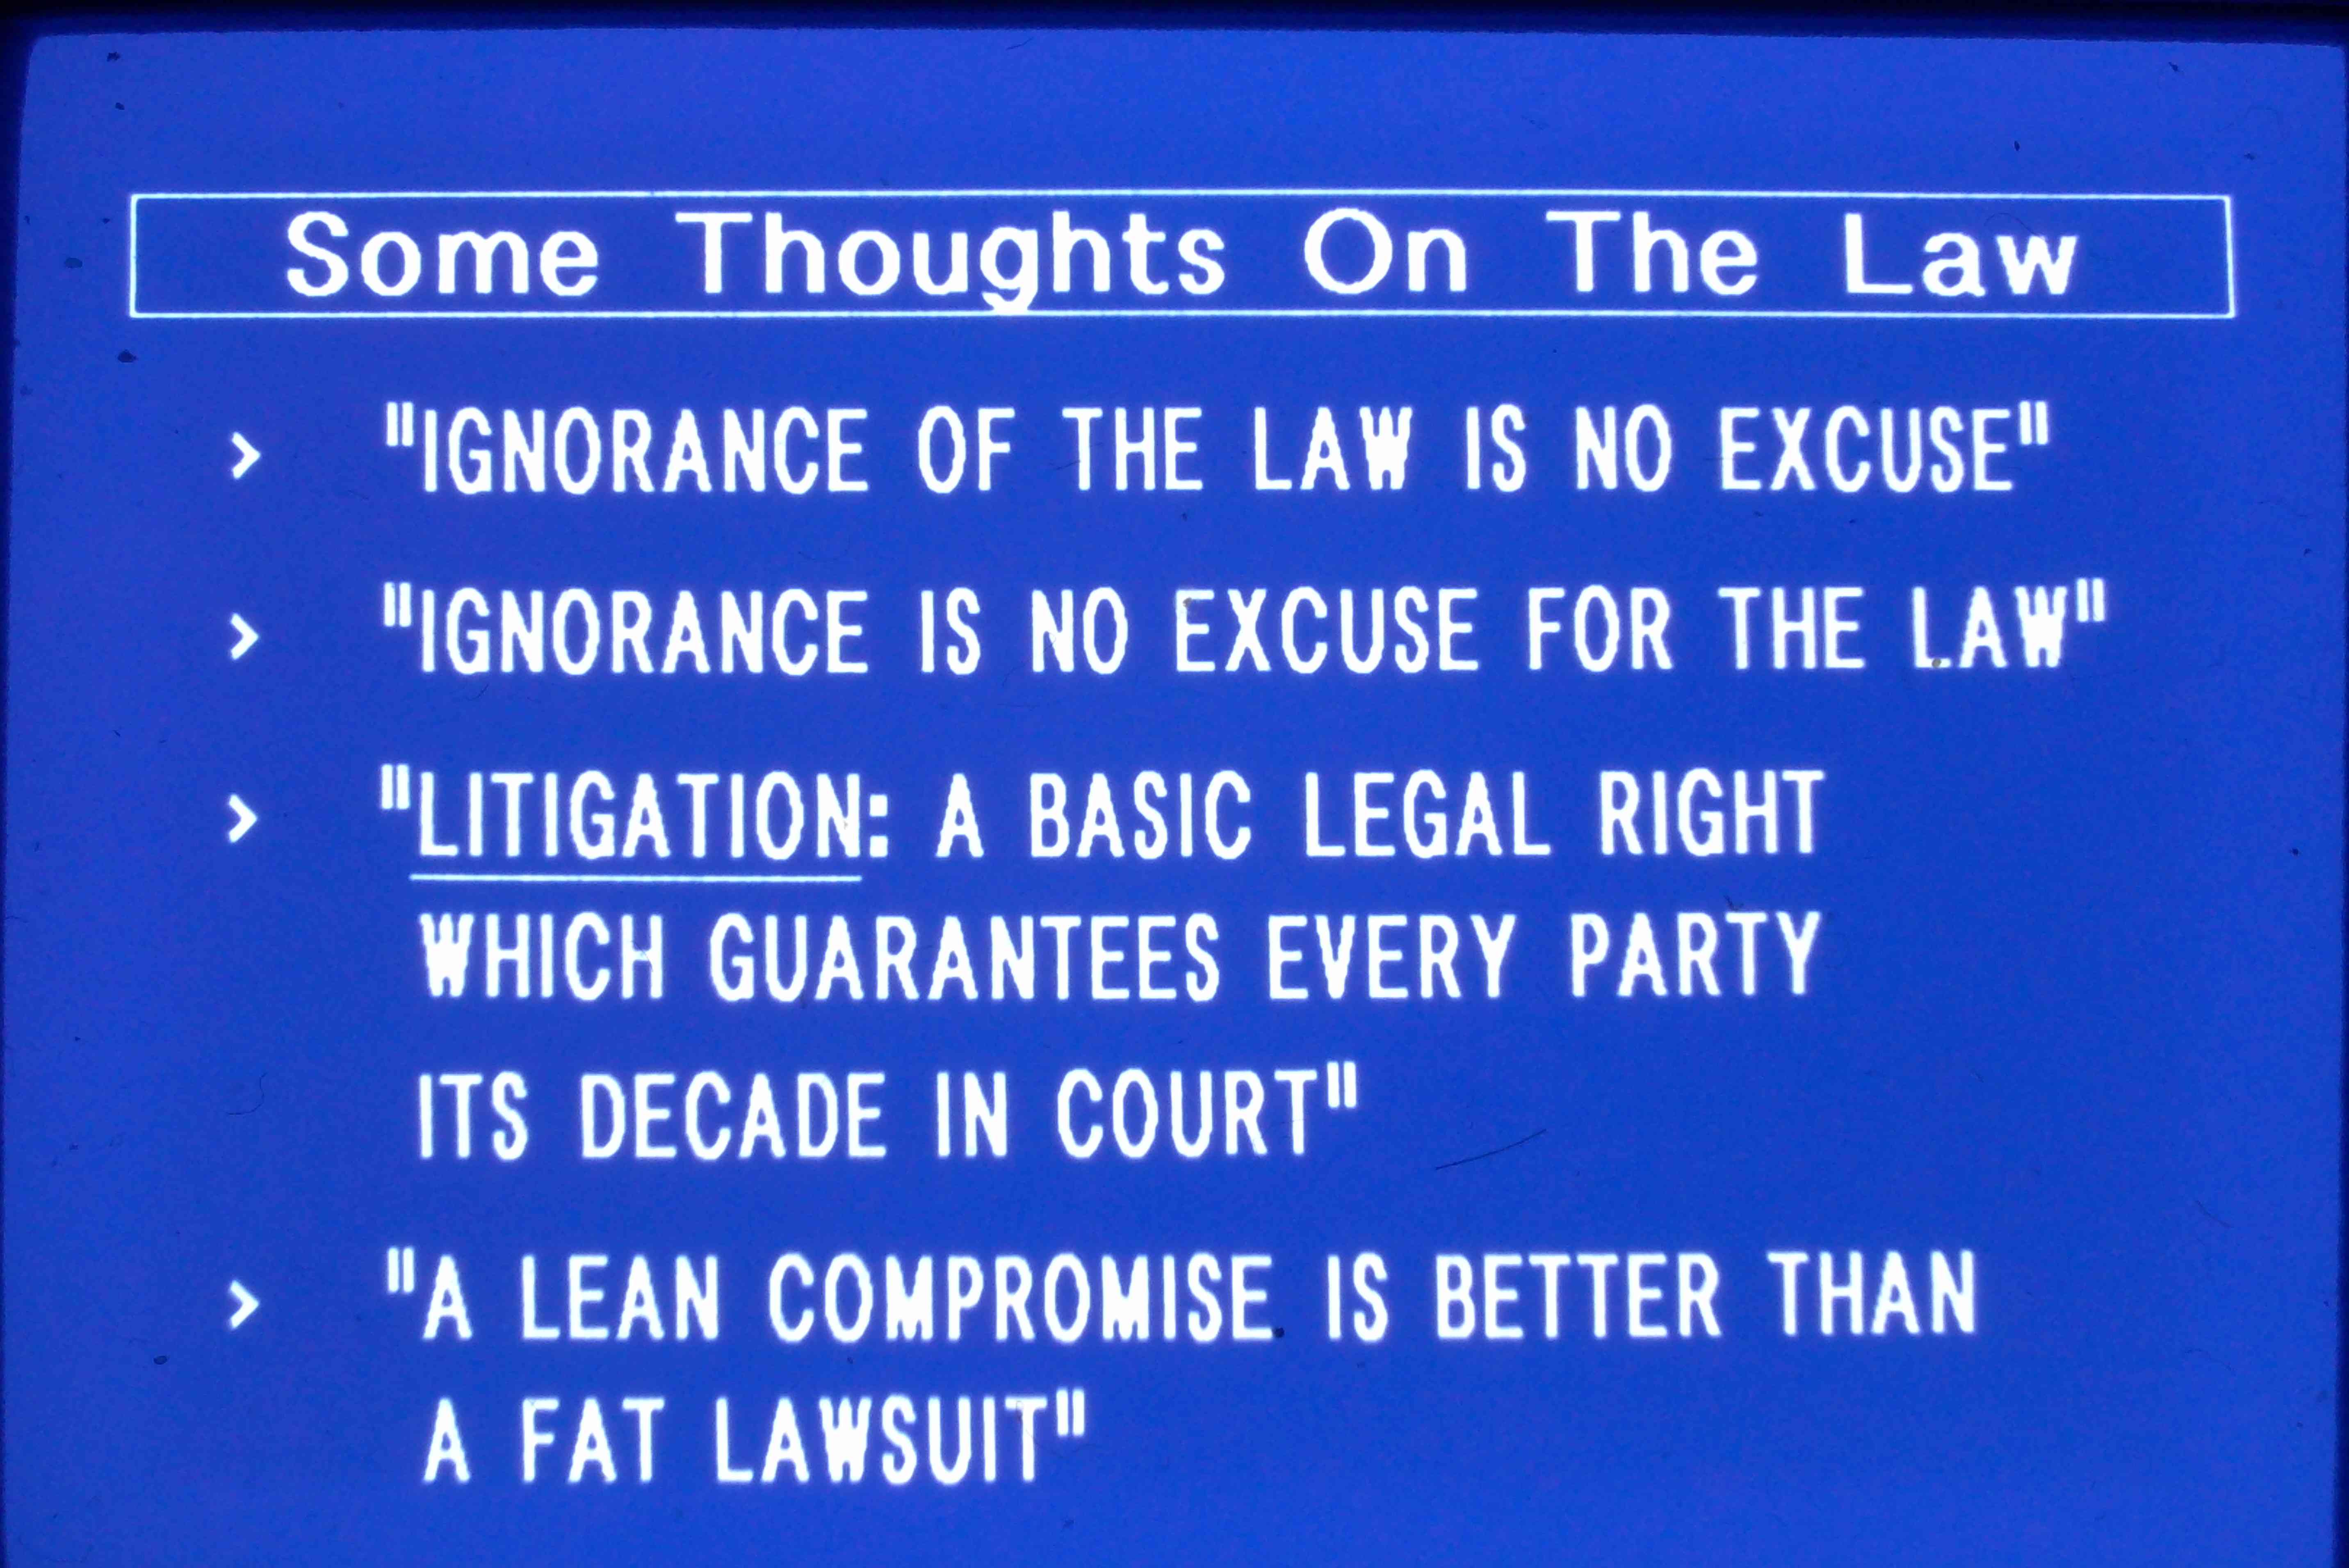 Some Thoughts On The Law
> "IGNORANCE OF THE LAW IS NO EXCUSE"
> "IGNORANCE IS NO EXCUSE FOR THE LAW"
> "LITIGATION: A BASIC LEGAL RIGHT
WHICH GUARANTEES EVERY PARTY
ITS DECADE IN COURT"
> "A LEAN COMPROMISE IS BETTER THAN
A FAT LAWSUIT"